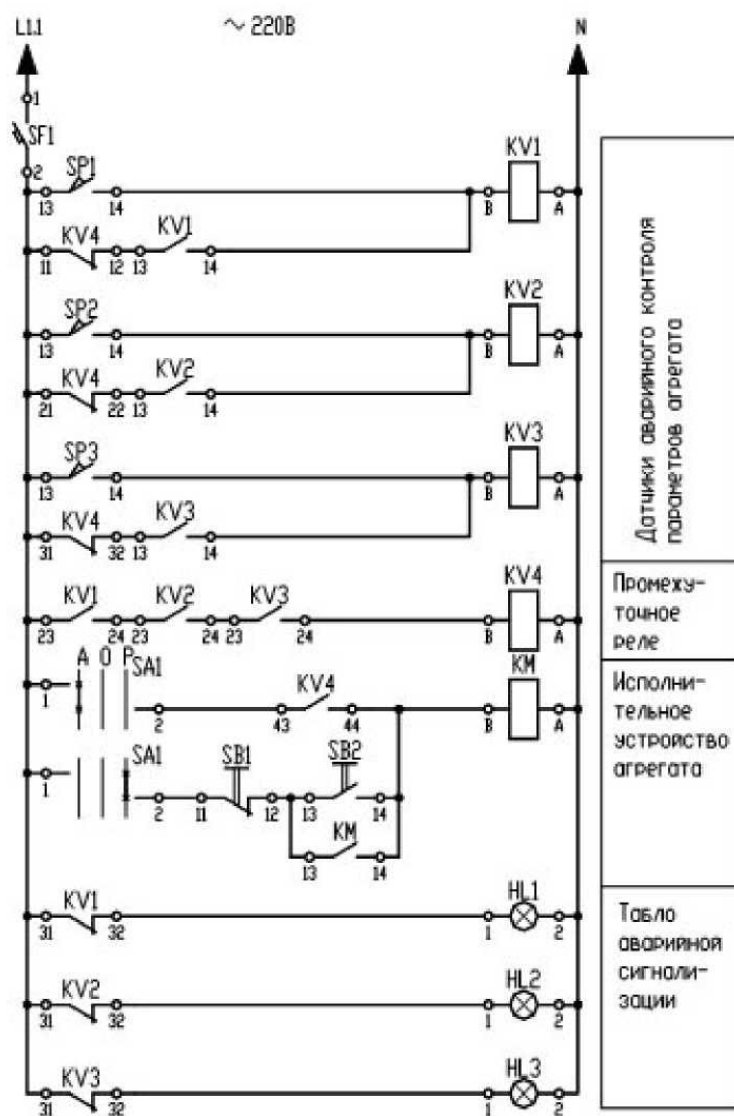 L1.1 ~ 220В N
1
SF1
2
SP1 KV1
13 14 B A
KV4 KV1
11 12 13 14
SP2 KV2
13 14 B A
KV4 KV2
21 22 13 14
SP3 KV3
13 14 B A
KV4 KV3
31 32 13 14
Датчики аварийного контроля
параметров агрегата
KV1 KV2 KV3 KV4
23 24 23 24 23 24 B A
Промежу-
точное
реле
A O P SA1 KV4 KM
1 2 43 44 B A
SA1 SB1 SB2
1 2 11 12 13 14
KM
13 14
Исполни-
тельное
устройство
агрегата
KV1 HL1
31 32 1 2
KV2 HL2
31 32 1 2
KV3 HL3
31 32 1 2
Табло
аварийной
сигнали-
зации